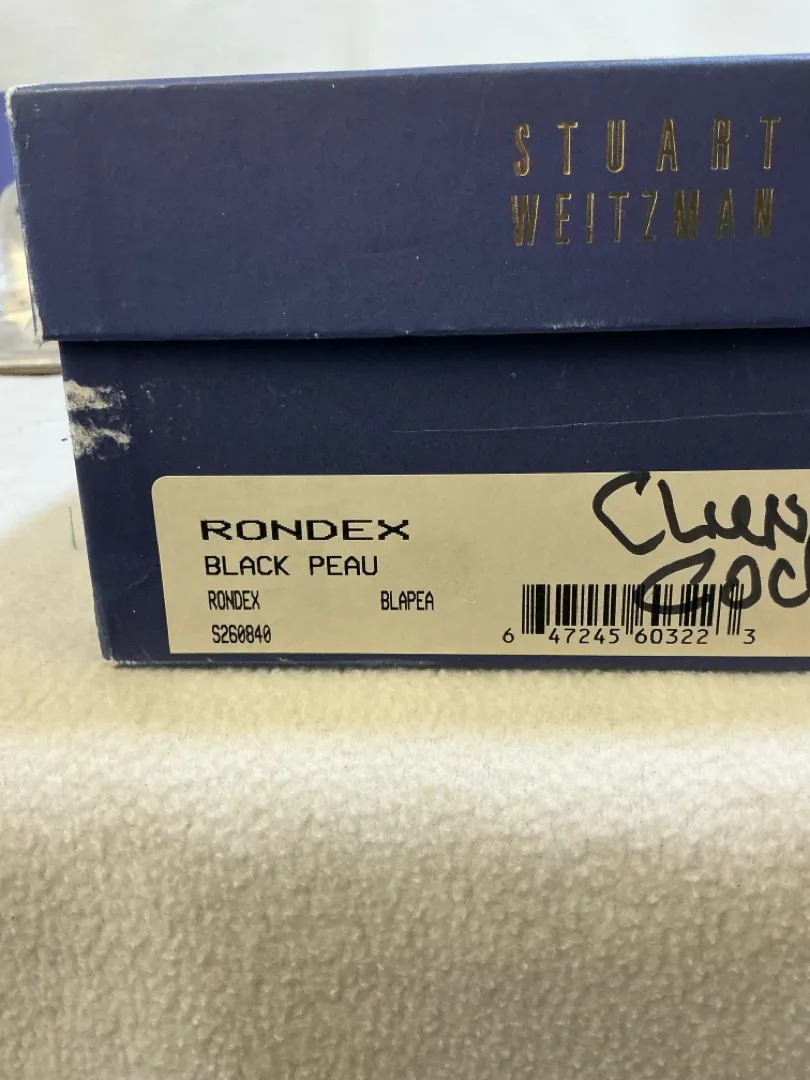 STUART
WEITZMAN
RONDEX
BLACK PEAU
RONDEX BLAPEA
S260840
6 47245 60322 3